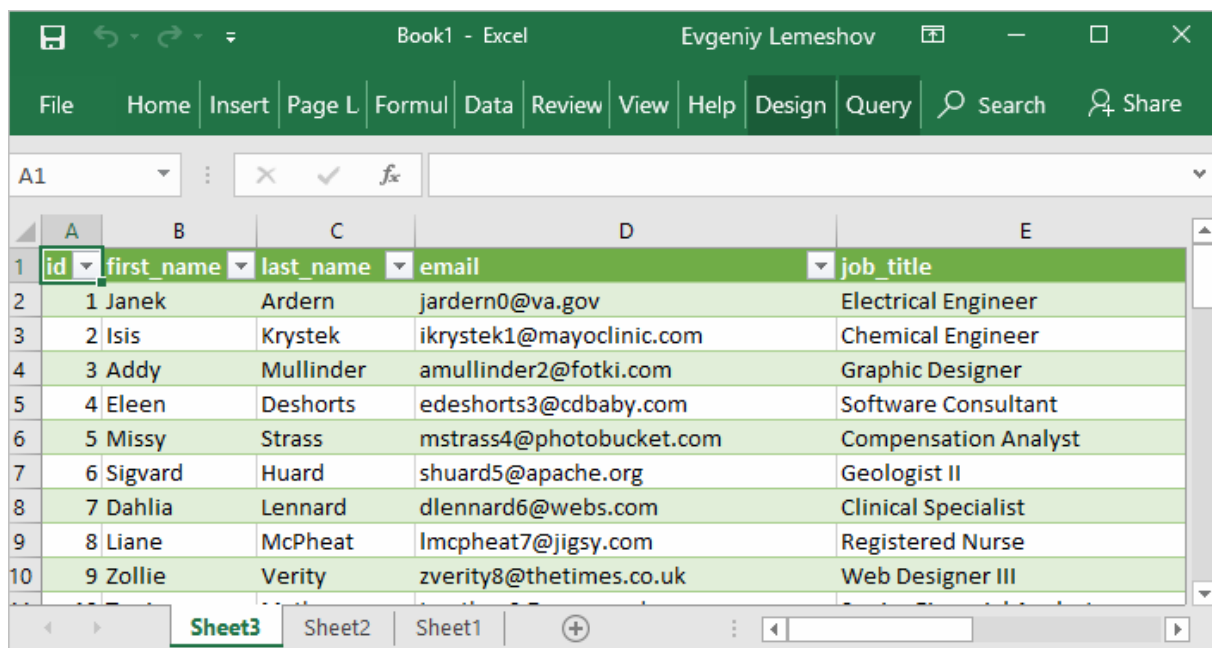 Book1 - Excel Evgeniy Lemeshov
File Home Insert Page L Formul Data Review View Help Design Query Search Share
A1 fx
A B C D E
1 id first_name last_name email job_title
2 1 Janek Ardern jardern0@va.gov Electrical Engineer
3 2 Isis Krystek ikrystek1@mayoclinic.com Chemical Engineer
4 3 Addy Mullinder amullinder2@fotki.com Graphic Designer
5 4 Eleen Deshorts edeshorts3@cdbaby.com Software Consultant
6 5 Missy Strass mstrass4@photobucket.com Compensation Analyst
7 6 Sigvard Huard shuard5@apache.org Geologist II
8 7 Dahlia Lennard dlennard6@webs.com Clinical Specialist
9 8 Liane McPheat lmcpheat7@jigsy.com Registered Nurse
10 9 Zollie Verity zverity8@thetimes.co.uk Web Designer III
Sheet3 Sheet2 Sheet1